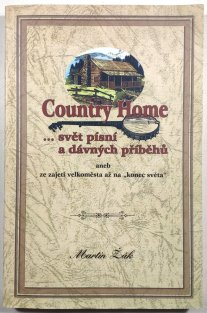 Country Home
... svět písní
a dávných příběhů
aneb
ze zajetí velkoměsta až na „konec světa"
Martin Žák